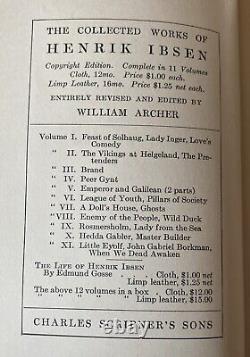 THE COLLECTED WORKS OF
HENRIK IBSEN
Copyright Edition. Complete in 11 Volumes
Cloth, 12mo. Price $1.00 each.
Limp Leather, 16mo. Price $1.25 net each.
ENTIRELY REVISED AND EDITED BY
WILLIAM ARCHER
Volume I. Feast of Solhaug, Lady Inger, Love's
Comedy
" II. The Vikings at Helgeland, The Pre-
tenders
" III. Brand
" IV. Peer Gynt
" V. Emperor and Galilean (2 parts)
" VI. League of Youth, Pillars of Society
" VII. A Doll's House, Ghosts
" VIII. Enemy of the People, Wild Duck
" IX. Rosmersholm, Lady from the Sea
" X. Hedda Gabler, Master Builder
" XI. Little Eyolf, John Gabriel Borkman,
When We Dead Awaken
THE LIFE OF HENRIK IBSEN
By Edmund Gosse . . Cloth, $1.00 net
Limp leather, $1.25 net
The above 12 volumes in a box . Cloth, $12.00
" " " " " " Limp leather, $15.00
CHARLES SCRIBNER'S SONS